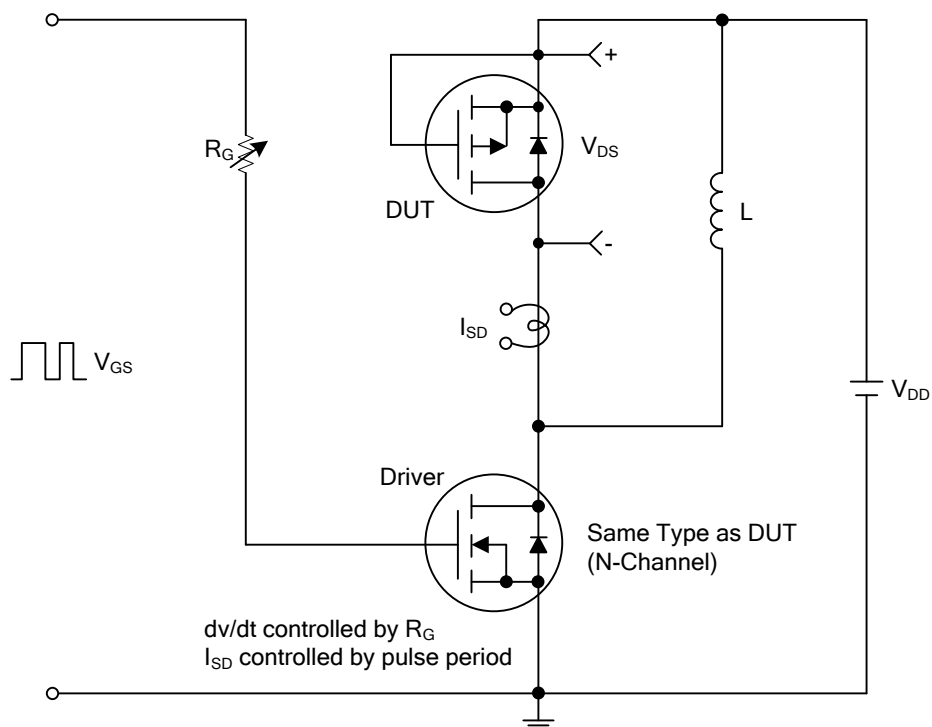 +
R_G
V_DS
DUT
L
-
I_SD
V_GS
V_DD
Driver
Same Type as DUT
(N-Channel)
dv/dt controlled by R_G
I_SD controlled by pulse period